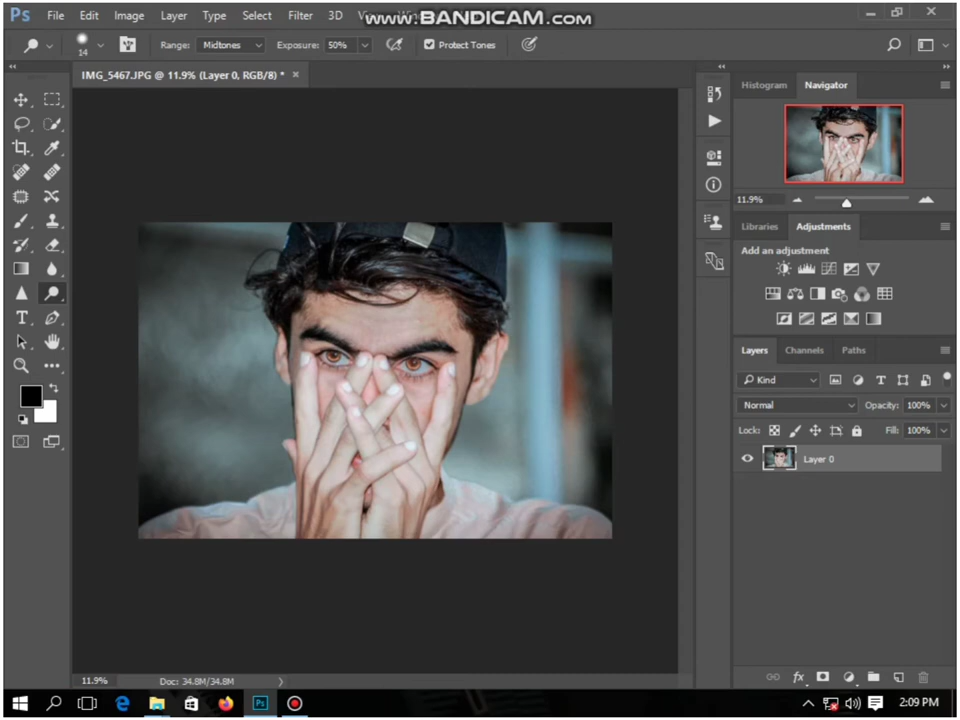 Ps File Edit Image Layer Type Select Filter 3D
www.BANDICAM.com
14 Range: Midtones Exposure: 50% Protect Tones
IMG_5467.JPG @ 11.9% (Layer 0, RGB/8) * ×
Histogram Navigator
11.9%
Libraries Adjustments
Add an adjustment
Layers Channels Paths
Kind
Normal Opacity: 100%
Lock: Fill: 100%
Layer 0
fx
11.9% Doc: 34.8M/34.8M
Ps
2:09 PM